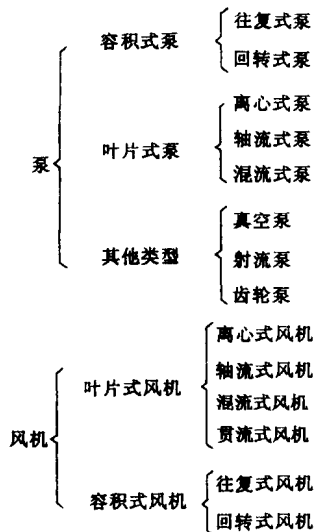 泵
容积式泵
往复式泵
回转式泵
叶片式泵
离心式泵
轴流式泵
混流式泵
其他类型
真空泵
射流泵
齿轮泵
风机
叶片式风机
离心式风机
轴流式风机
混流式风机
贯流式风机
容积式风机
往复式风机
回转式风机